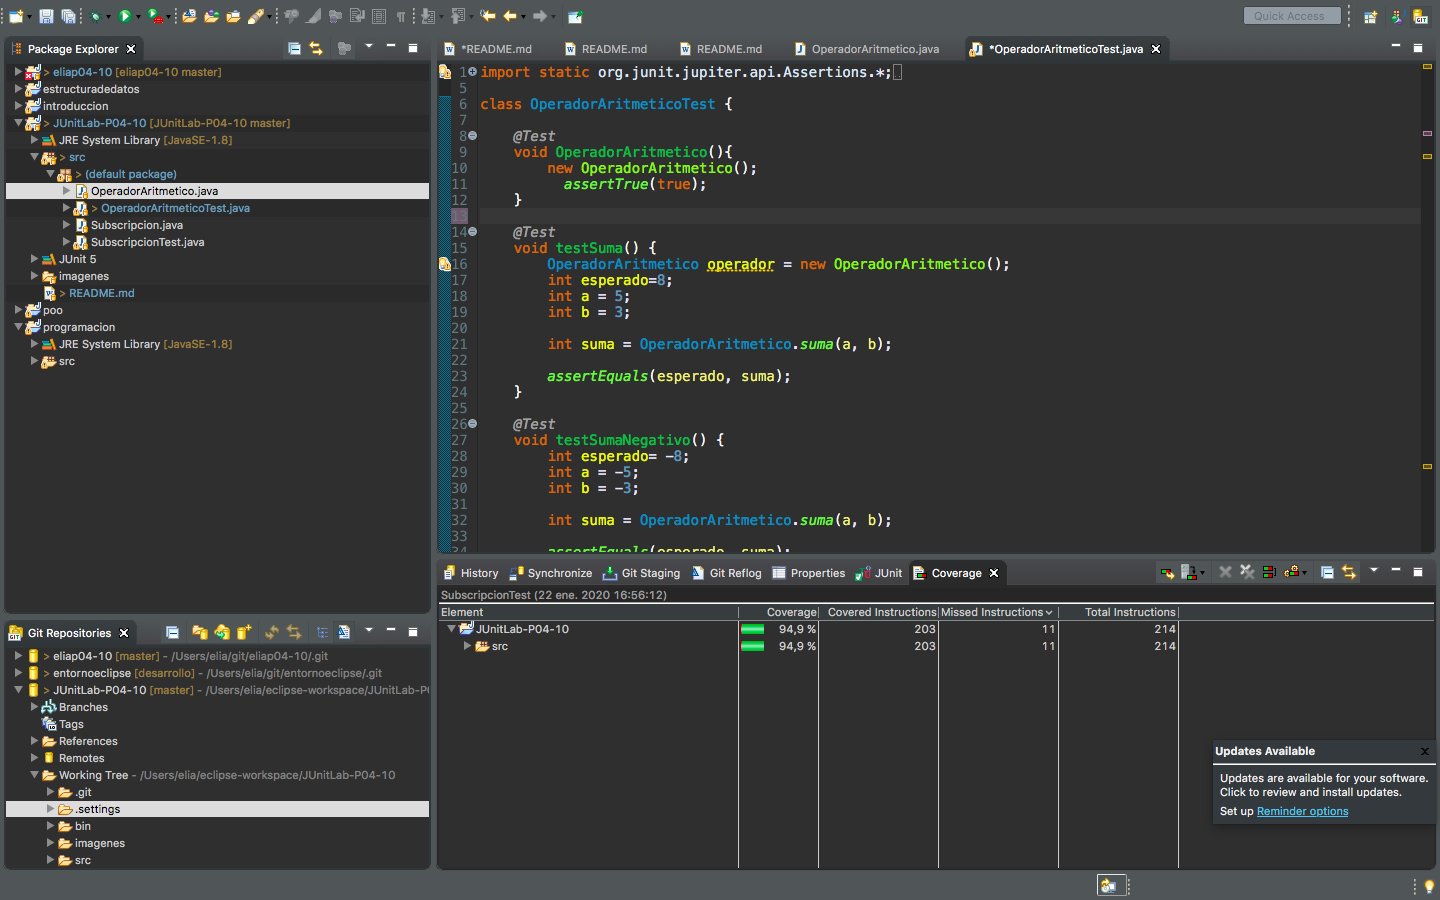 Quick Access
Package Explorer
> eliap04-10 [eliap04-10 master]
estructuradedatos
introduccion
> JUnitLab-P04-10 [JUnitLab-P04-10 master]
JRE System Library [JavaSE-1.8]
> src
> (default package)
OperadorAritmetico.java
> OperadorAritmeticoTest.java
Subscripcion.java
SubscripcionTest.java
JUnit 5
imagenes
> README.md
poo
programacion
JRE System Library [JavaSE-1.8]
src
*README.md
README.md
README.md
OperadorAritmetico.java
*OperadorAritmeticoTest.java
1 import static org.junit.jupiter.api.Assertions.*;
5
6 class OperadorAritmeticoTest {
7
8 @Test
9 void OperadorAritmetico(){
10 new OperadorAritmetico();
11 assertTrue(true);
12 }
13
14 @Test
15 void testSuma() {
16 OperadorAritmetico operador = new OperadorAritmetico();
17 int esperado=8;
18 int a = 5;
19 int b = 3;
20
21 int suma = OperadorAritmetico.suma(a, b);
22
23 assertEquals(esperado, suma);
24 }
25
26 @Test
27 void testSumaNegativo() {
28 int esperado= -8;
29 int a = -5;
30 int b = -3;
31
32 int suma = OperadorAritmetico.suma(a, b);
33
34 assertEquals(esperado, suma);
Git Repositories
> eliap04-10 [master] - /Users/elia/git/eliap04-10/.git
> entornoeclipse [desarrollo] - /Users/elia/git/entornoeclipse/.git
> JUnitLab-P04-10 [master] - /Users/elia/eclipse-workspace/JUnitLab-P
Branches
Tags
References
Remotes
Working Tree - /Users/elia/eclipse-workspace/JUnitLab-P04-10
.git
.settings
bin
imagenes
src
History
Synchronize
Git Staging
Git Reflog
Properties
JUnit
Coverage
SubscripcionTest (22 ene. 2020 16:56:12)
Element Coverage Covered Instructions Missed Instructions Total Instructions
JUnitLab-P04-10 94,9 % 203 11 214
src 94,9 % 203 11 214
Updates Available
Updates are available for your software.
Click to review and install updates.
Set up Reminder options